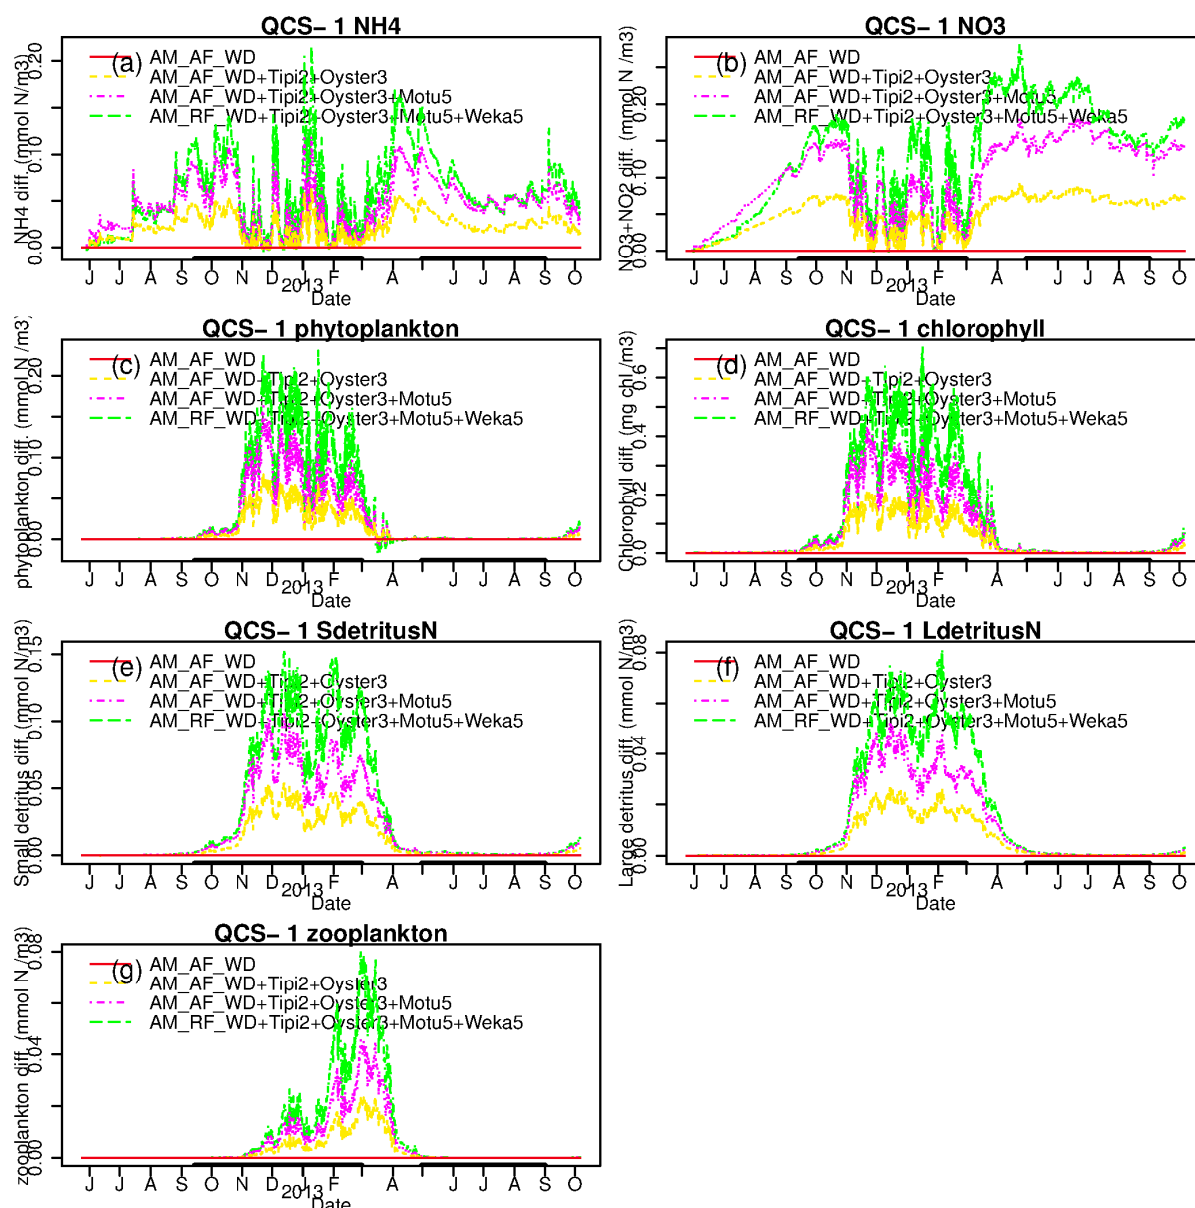 QCS− 1 NH4
NH4 diff. (mmol N/m3)
0.00
0.10
0.20
(a)
AM_AF_WD
AM_AF_WD+Tipi2+Oyster3
AM_AF_WD+Tipi2+Oyster3+Motu5
AM_RF_WD+Tipi2+Oyster3+Motu5+Weka5
J J A S O N D F A J J A S O
2013
Date
QCS− 1 NO3
NO3+NO2 diff. (mmol N /m3)
0.00
0.10
0.20
(b)
AM_AF_WD
AM_AF_WD+Tipi2+Oyster3
AM_AF_WD+Tipi2+Oyster3+Motu5
AM_RF_WD+Tipi2+Oyster3+Motu5+Weka5
J J A S O N D F A J J A S O
2013
Date
QCS− 1 phytoplankton
phytoplankton diff. (mmol N/m3)
0.00
0.10
0.20
(c)
AM_AF_WD
AM_AF_WD+Tipi2+Oyster3
AM_AF_WD+Tipi2+Oyster3+Motu5
AM_RF_WD+Tipi2+Oyster3+Motu5+Weka5
J J A S O N D F A J J A S O
2013
Date
QCS− 1 chlorophyll
Chlorophyll diff. (mg chl /m3)
0.0
0.2
0.4
0.6
(d)
AM_AF_WD
AM_AF_WD+Tipi2+Oyster3
AM_AF_WD+Tipi2+Oyster3+Motu5
AM_RF_WD+Tipi2+Oyster3+Motu5+Weka5
J J A S O N D F A J J A S O
2013
Date
QCS− 1 SdetritusN
Small detritus diff. (mmol N/m3)
0.00
0.05
0.10
0.15
(e)
AM_AF_WD
AM_AF_WD+Tipi2+Oyster3
AM_AF_WD+Tipi2+Oyster3+Motu5
AM_RF_WD+Tipi2+Oyster3+Motu5+Weka5
J J A S O N D F A J J A S O
2013
Date
QCS− 1 LdetritusN
Large detritus diff. (mmol N/m3)
0.00
0.04
0.08
(f)
AM_AF_WD
AM_AF_WD+Tipi2+Oyster3
AM_AF_WD+Tipi2+Oyster3+Motu5
AM_RF_WD+Tipi2+Oyster3+Motu5+Weka5
J J A S O N D F A J J A S O
2013
Date
QCS− 1 zooplankton
zooplankton diff. (mmol N /m3)
0.00
0.04
0.08
(g)
AM_AF_WD
AM_AF_WD+Tipi2+Oyster3
AM_AF_WD+Tipi2+Oyster3+Motu5
AM_RF_WD+Tipi2+Oyster3+Motu5+Weka5
J J A S O N D F A J J A S O
2013
Date